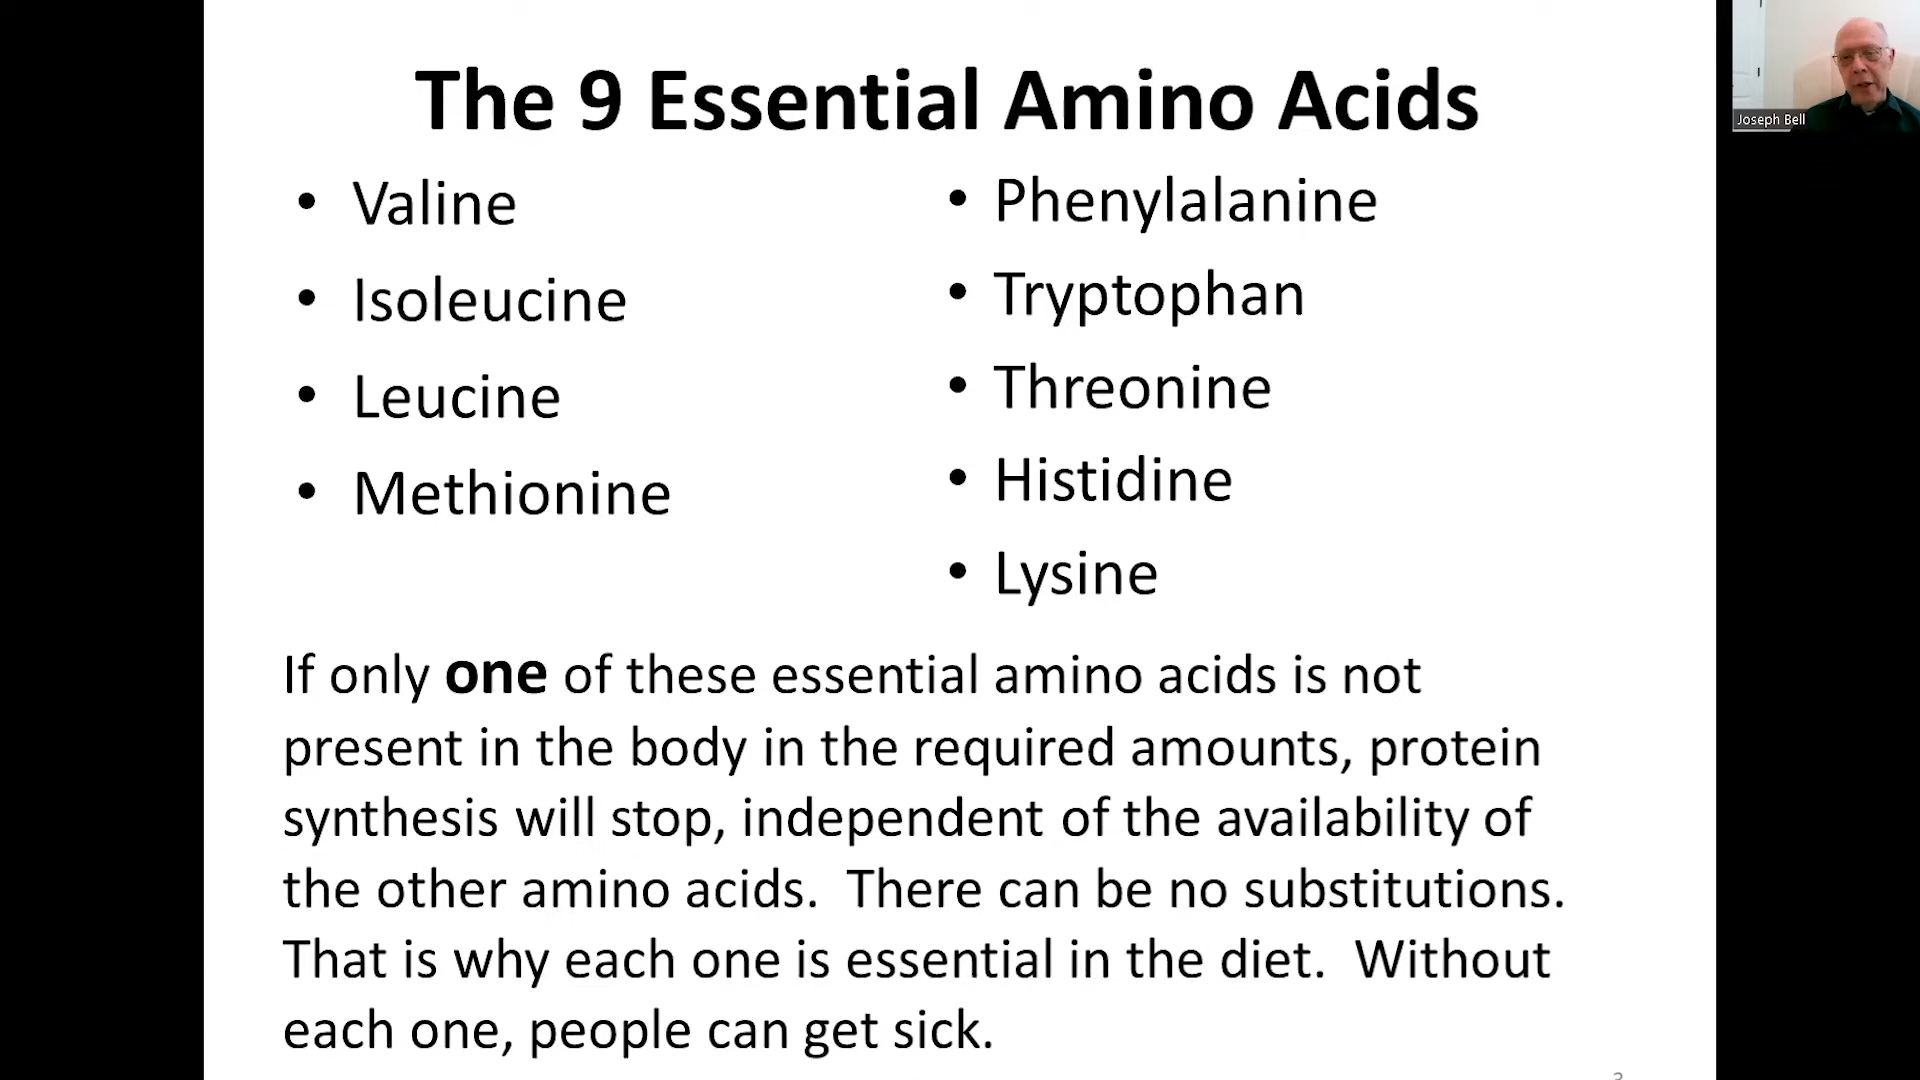 The 9 Essential Amino Acids
• Valine
• Isoleucine
• Leucine
• Methionine
• Phenylalanine
• Tryptophan
• Threonine
• Histidine
• Lysine
If only one of these essential amino acids is not
present in the body in the required amounts, protein
synthesis will stop, independent of the availability of
the other amino acids.  There can be no substitutions.
That is why each one is essential in the diet.  Without
each one, people can get sick.
Joseph Bell